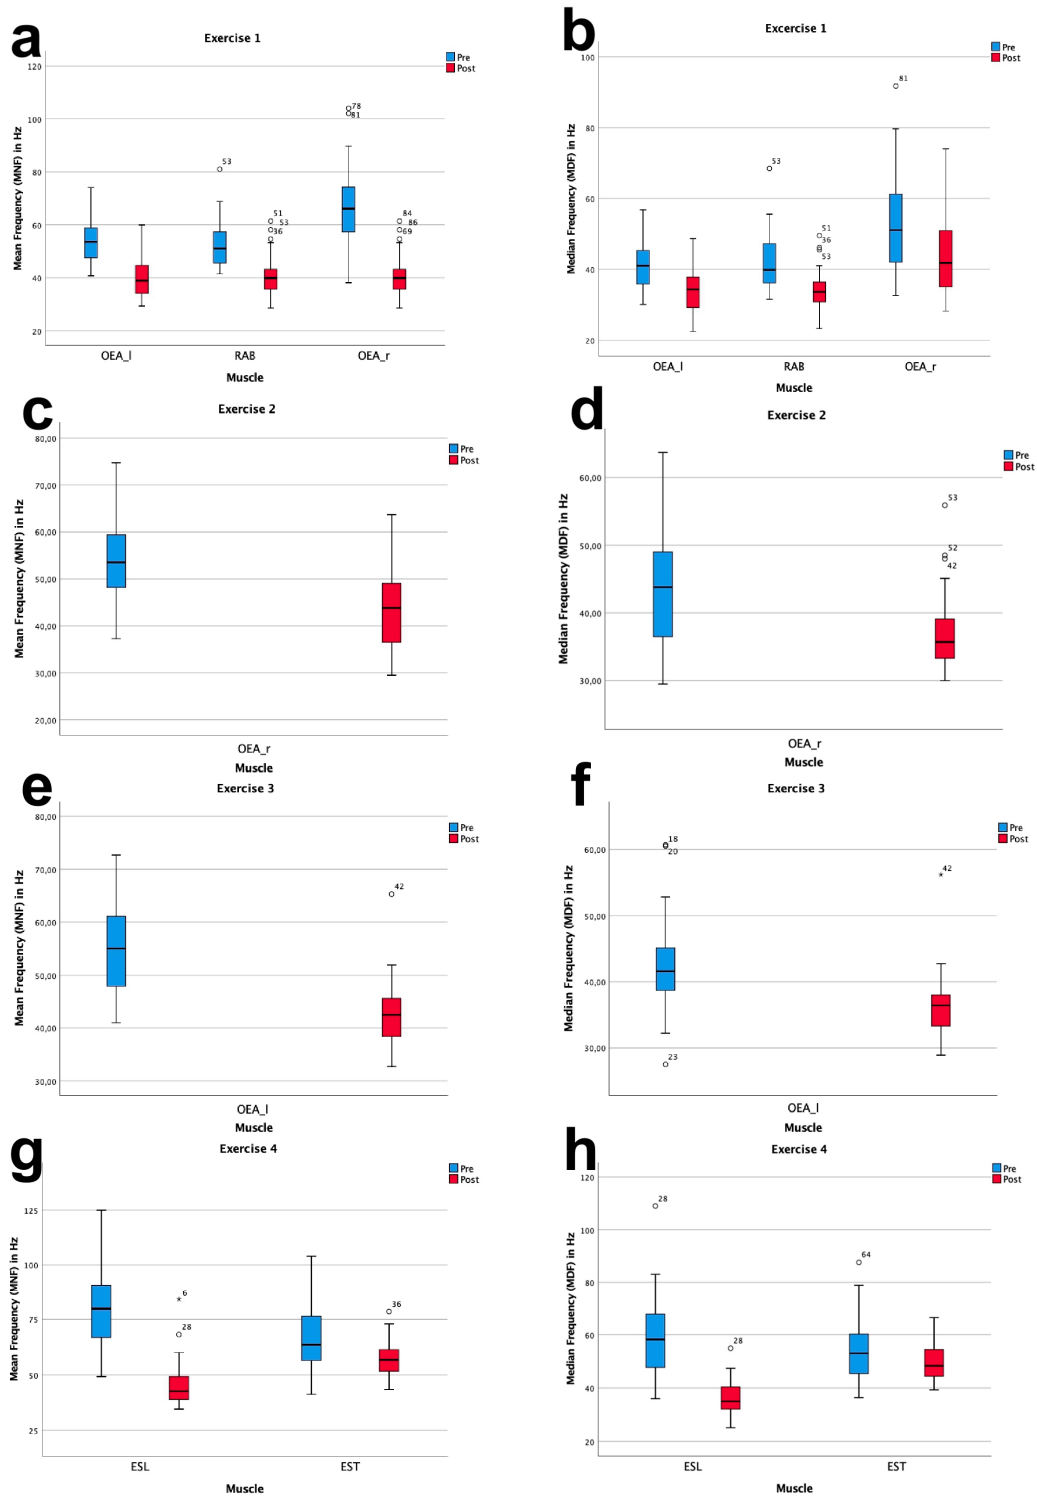 a
Exercise 1
Pre
Post
Mean Frequency (MNF) in Hz
120
100
80
60
40
20
53
51
53
36
78
81
84
86
69
OEA_l RAB OEA_r
Muscle
b
Excercise 1
Pre
Post
Median Frequency (MDF) in Hz
100
80
60
40
20
53
51
36
53
81
OEA_l RAB OEA_r
Muscle
c
Exercise 2
Pre
Post
Mean Frequency (MNF) in Hz
80,00
70,00
60,00
50,00
40,00
30,00
20,00
OEA_r
Muscle
d
Exercise 2
Pre
Post
Median Frequency (MDF) in Hz
60,00
50,00
40,00
30,00
53
52
42
OEA_r
Muscle
e
Exercise 3
Pre
Post
Mean Frequency (MNF) in Hz
80,00
70,00
60,00
50,00
40,00
30,00
42
OEA_l
Muscle
f
Exercise 3
Pre
Post
Median Frequency (MDF) in Hz
60,00
50,00
40,00
30,00
18
20
23
42
OEA_l
Muscle
g
Exercise 4
Pre
Post
Mean Frequency (MNF) in Hz
125
100
75
50
25
6
28
36
ESL EST
Muscle
h
Exercise 4
Pre
Post
Median Frequency (MDF) in Hz
120
100
80
60
40
20
28
28
64
ESL EST
Muscle